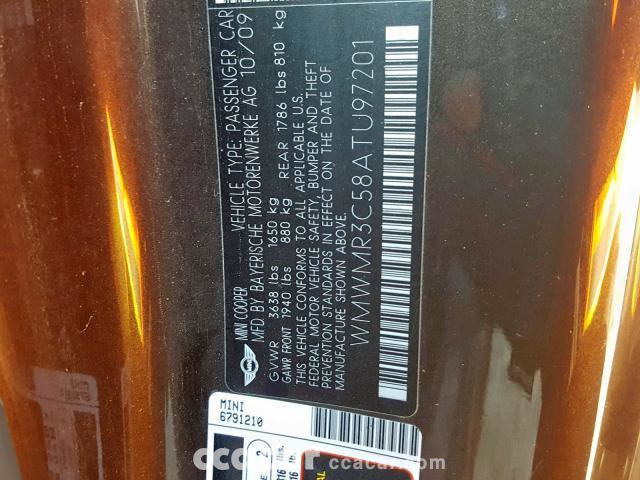 MINI COOPER
VEHICLE TYPE: PASSENGER CAR
MFD BY BAYERISCHE MOTORENWERKE AG 10/09
GVWR 3638 lbs 1650 kg
GAWR FRONT 1940 lbs 880 kg REAR 1786 lbs 810 kg
THIS VEHICLE CONFORMS TO ALL APPLICABLE U.S.
FEDERAL MOTOR VEHICLE SAFETY, BUMPER AND THEFT
PREVENTION STANDARDS IN EFFECT ON THE DATE OF
MANUFACTURE SHOWN ABOVE.
WMWMR3C58ATU97201
MINI
6791210
2
lbs.
ccacar.com